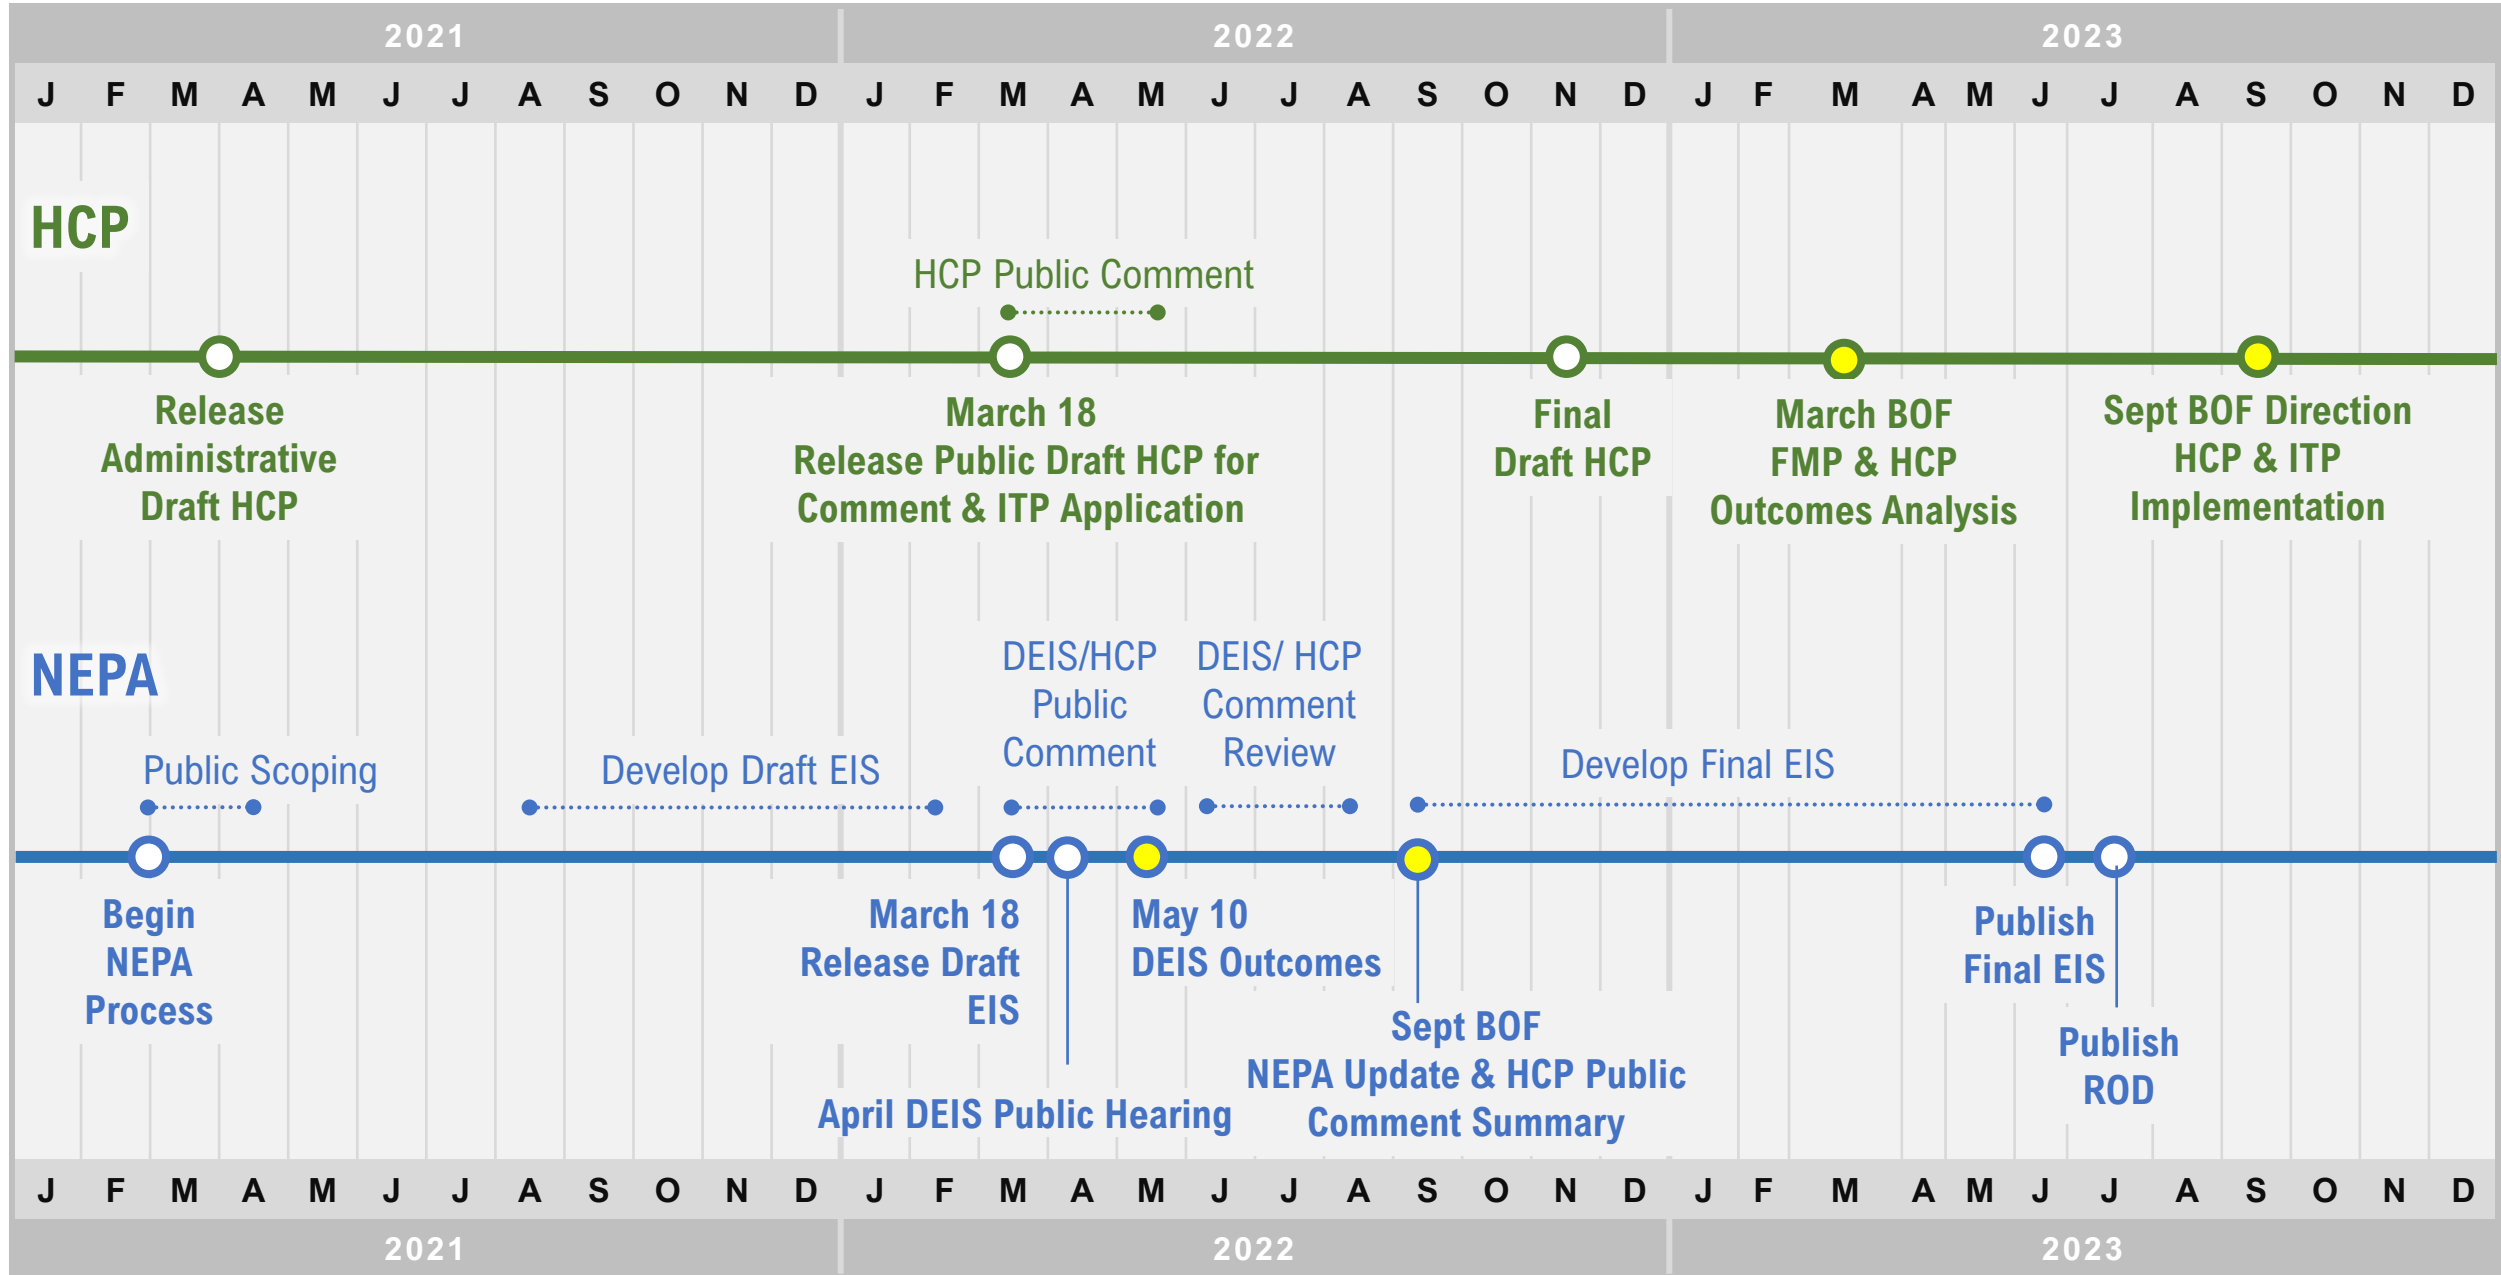 2021 2022 2023
J F M A M J J A S O N D J F M A M J J A S O N D J F M A M J J A S O N D
HCP
HCP Public Comment
Release
Administrative
Draft HCP
March 18
Release Public Draft HCP for
Comment & ITP Application
Final
Draft HCP
March BOF
FMP & HCP
Outcomes Analysis
Sept BOF Direction
HCP & ITP
Implementation
NEPA
Public Scoping
Develop Draft EIS
DEIS/HCP
Public
Comment
DEIS/ HCP
Comment
Review
Develop Final EIS
Begin
NEPA
Process
March 18
Release Draft
EIS
April DEIS Public Hearing
May 10
DEIS Outcomes
Sept BOF
NEPA Update & HCP Public
Comment Summary
Publish
Final EIS
Publish
ROD
J F M A M J J A S O N D J F M A M J J A S O N D J F M A M J J A S O N D
2021 2022 2023